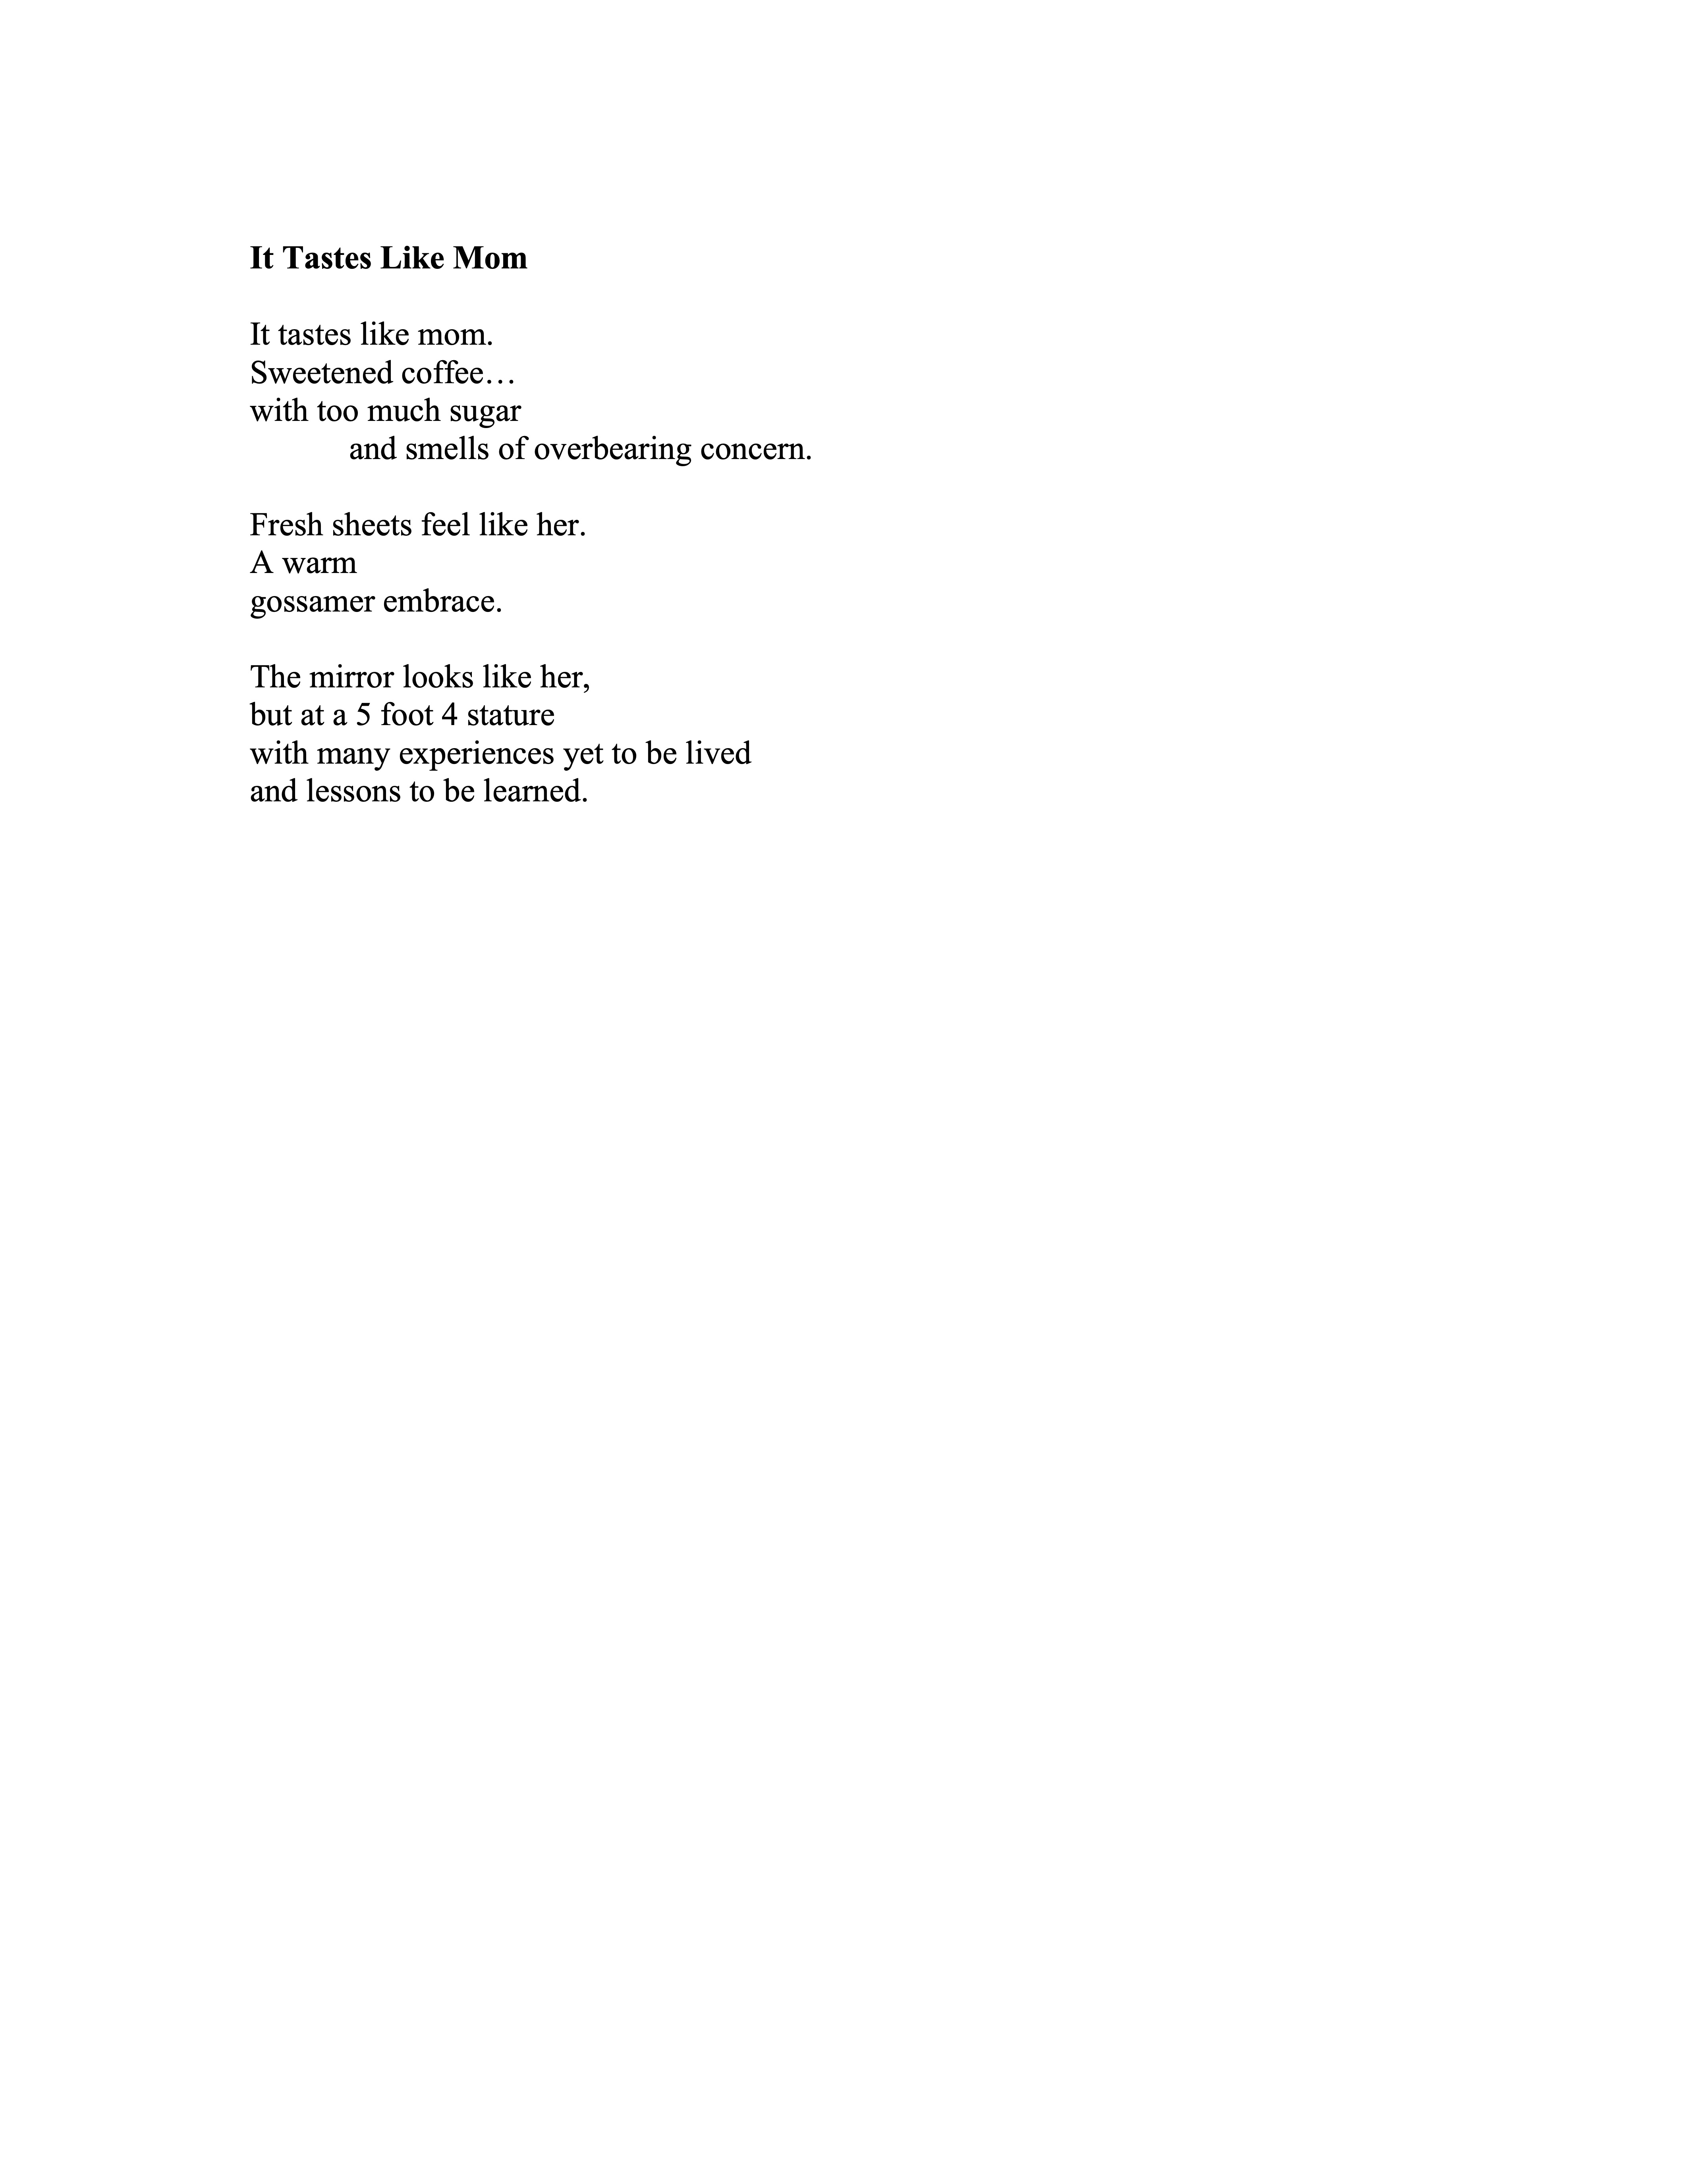 It Tastes Like Mom
It tastes like mom.
Sweetened coffee…
with too much sugar
and smells of overbearing concern.
Fresh sheets feel like her.
A warm
gossamer embrace.
The mirror looks like her,
but at a 5 foot 4 stature
with many experiences yet to be lived
and lessons to be learned.